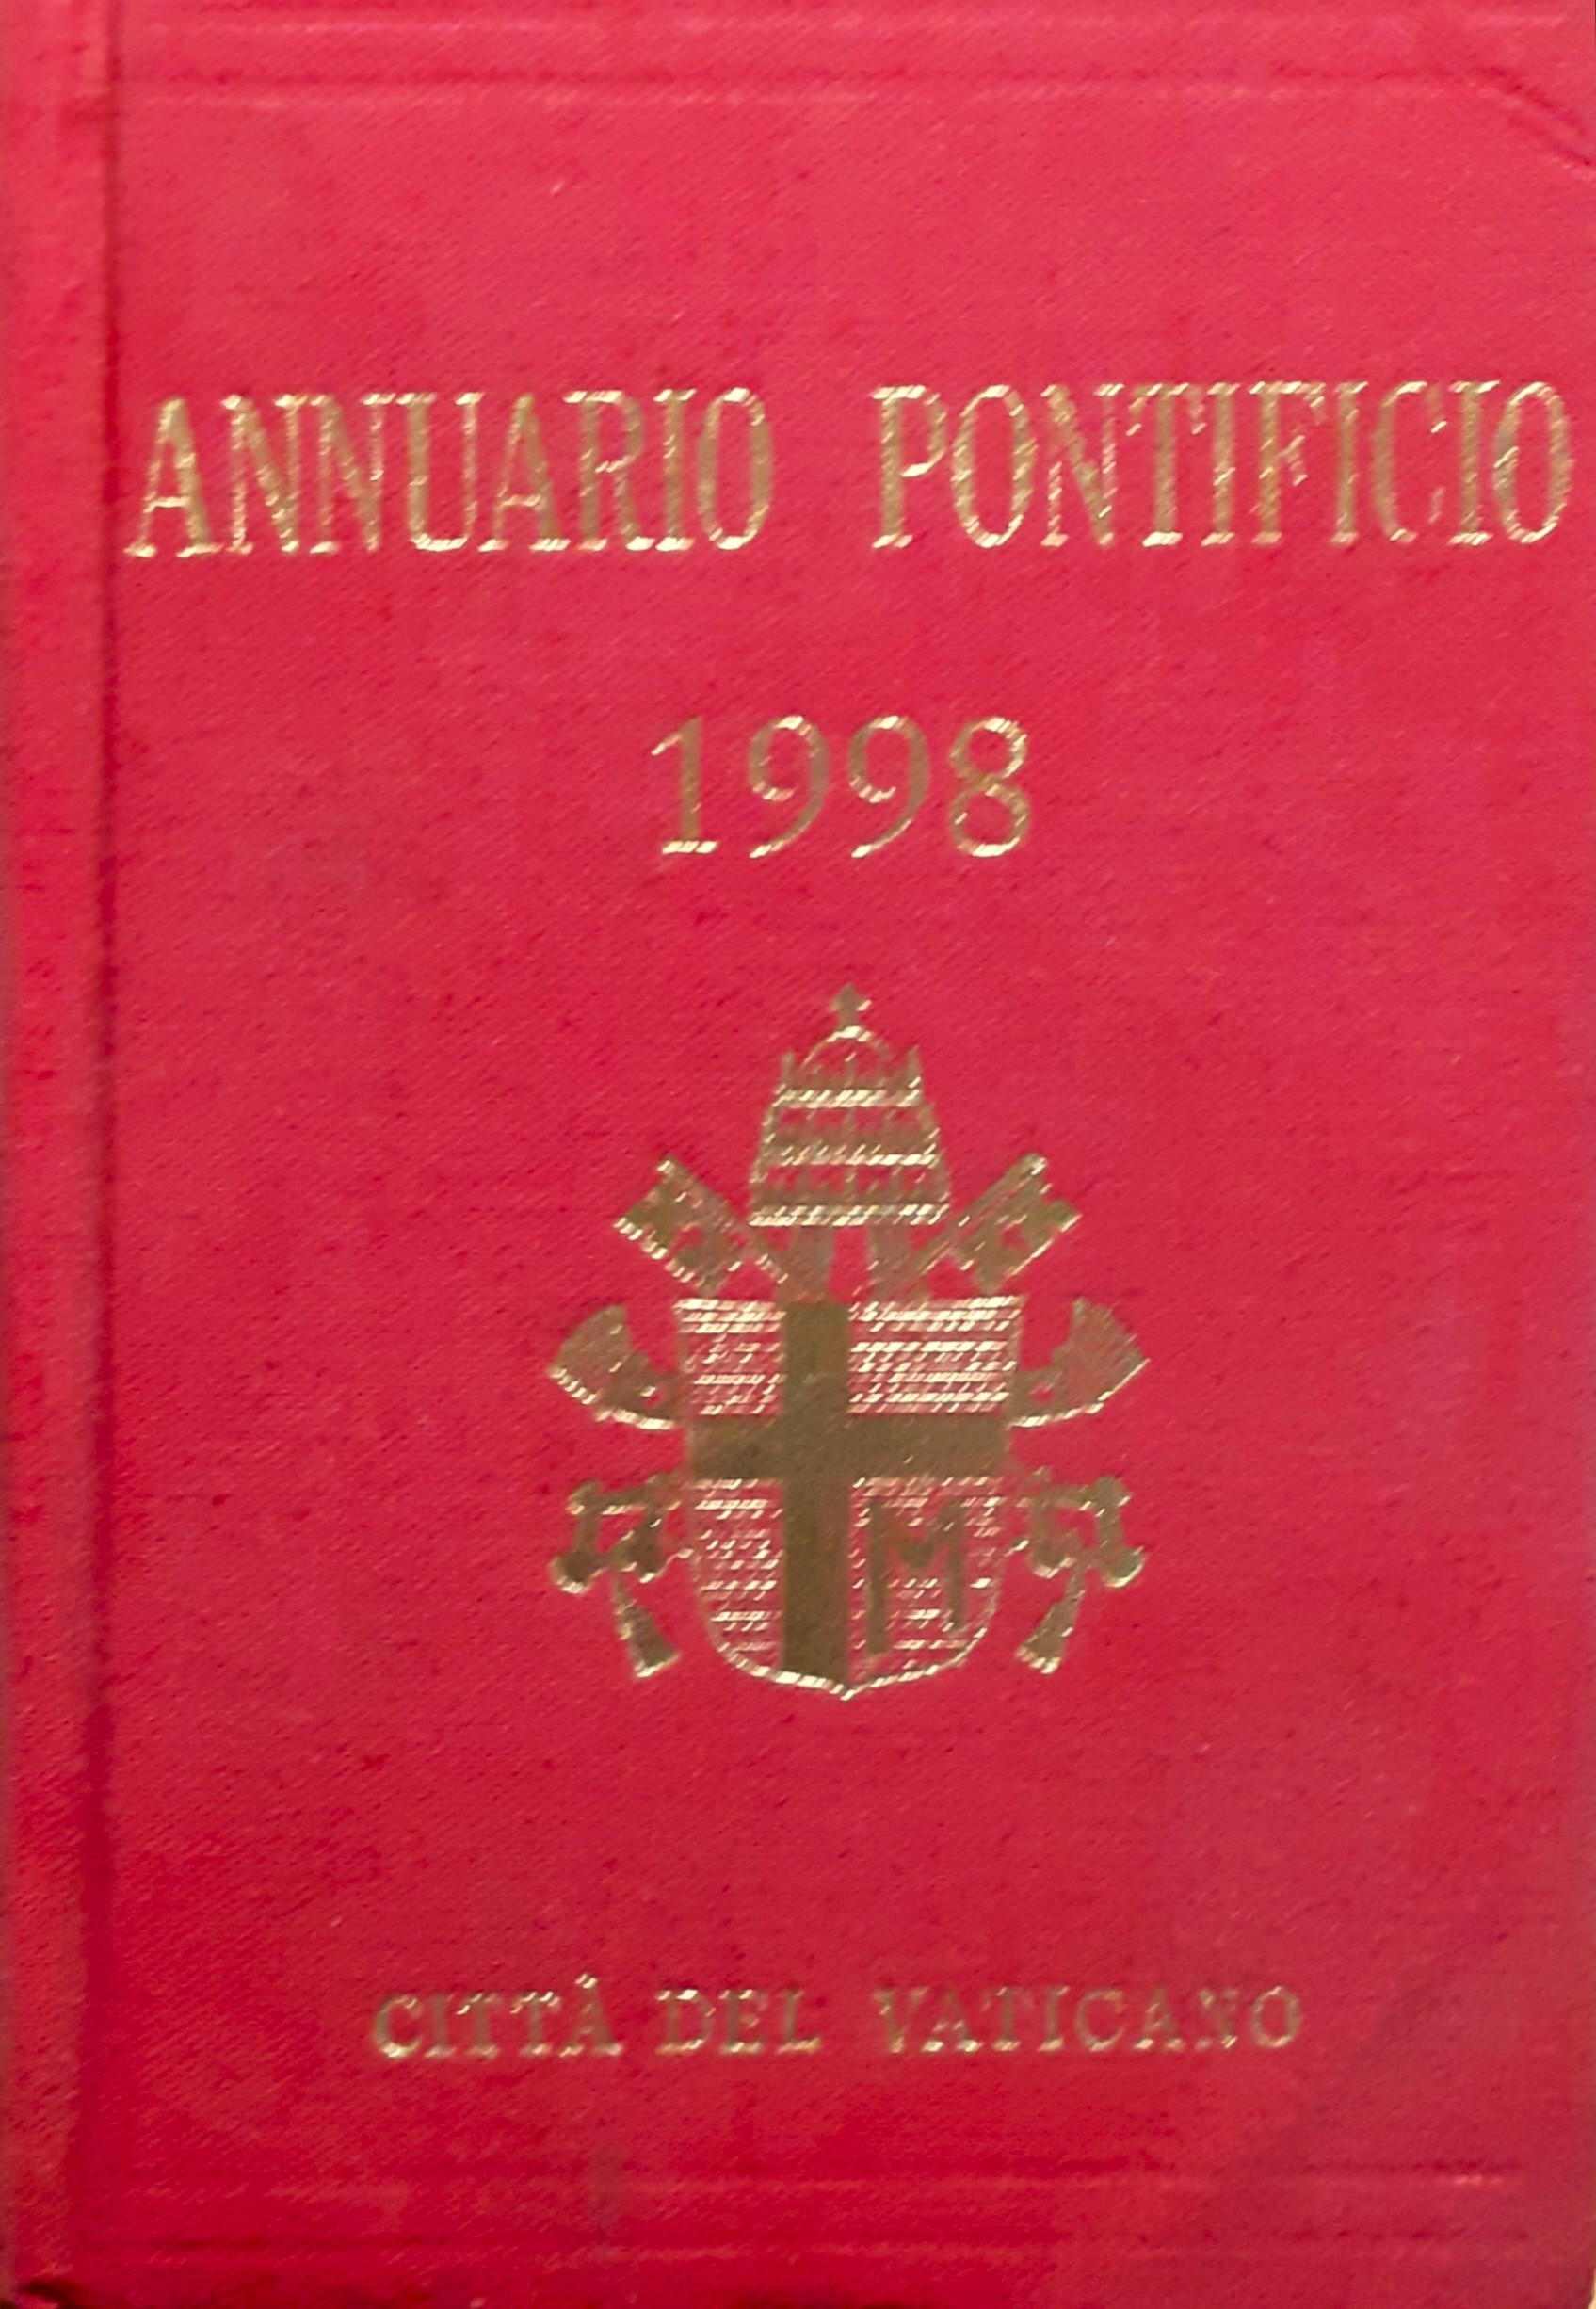 ANNUARIO PONTIFICIO
1998
M
CITTÀ DEL VATICANO